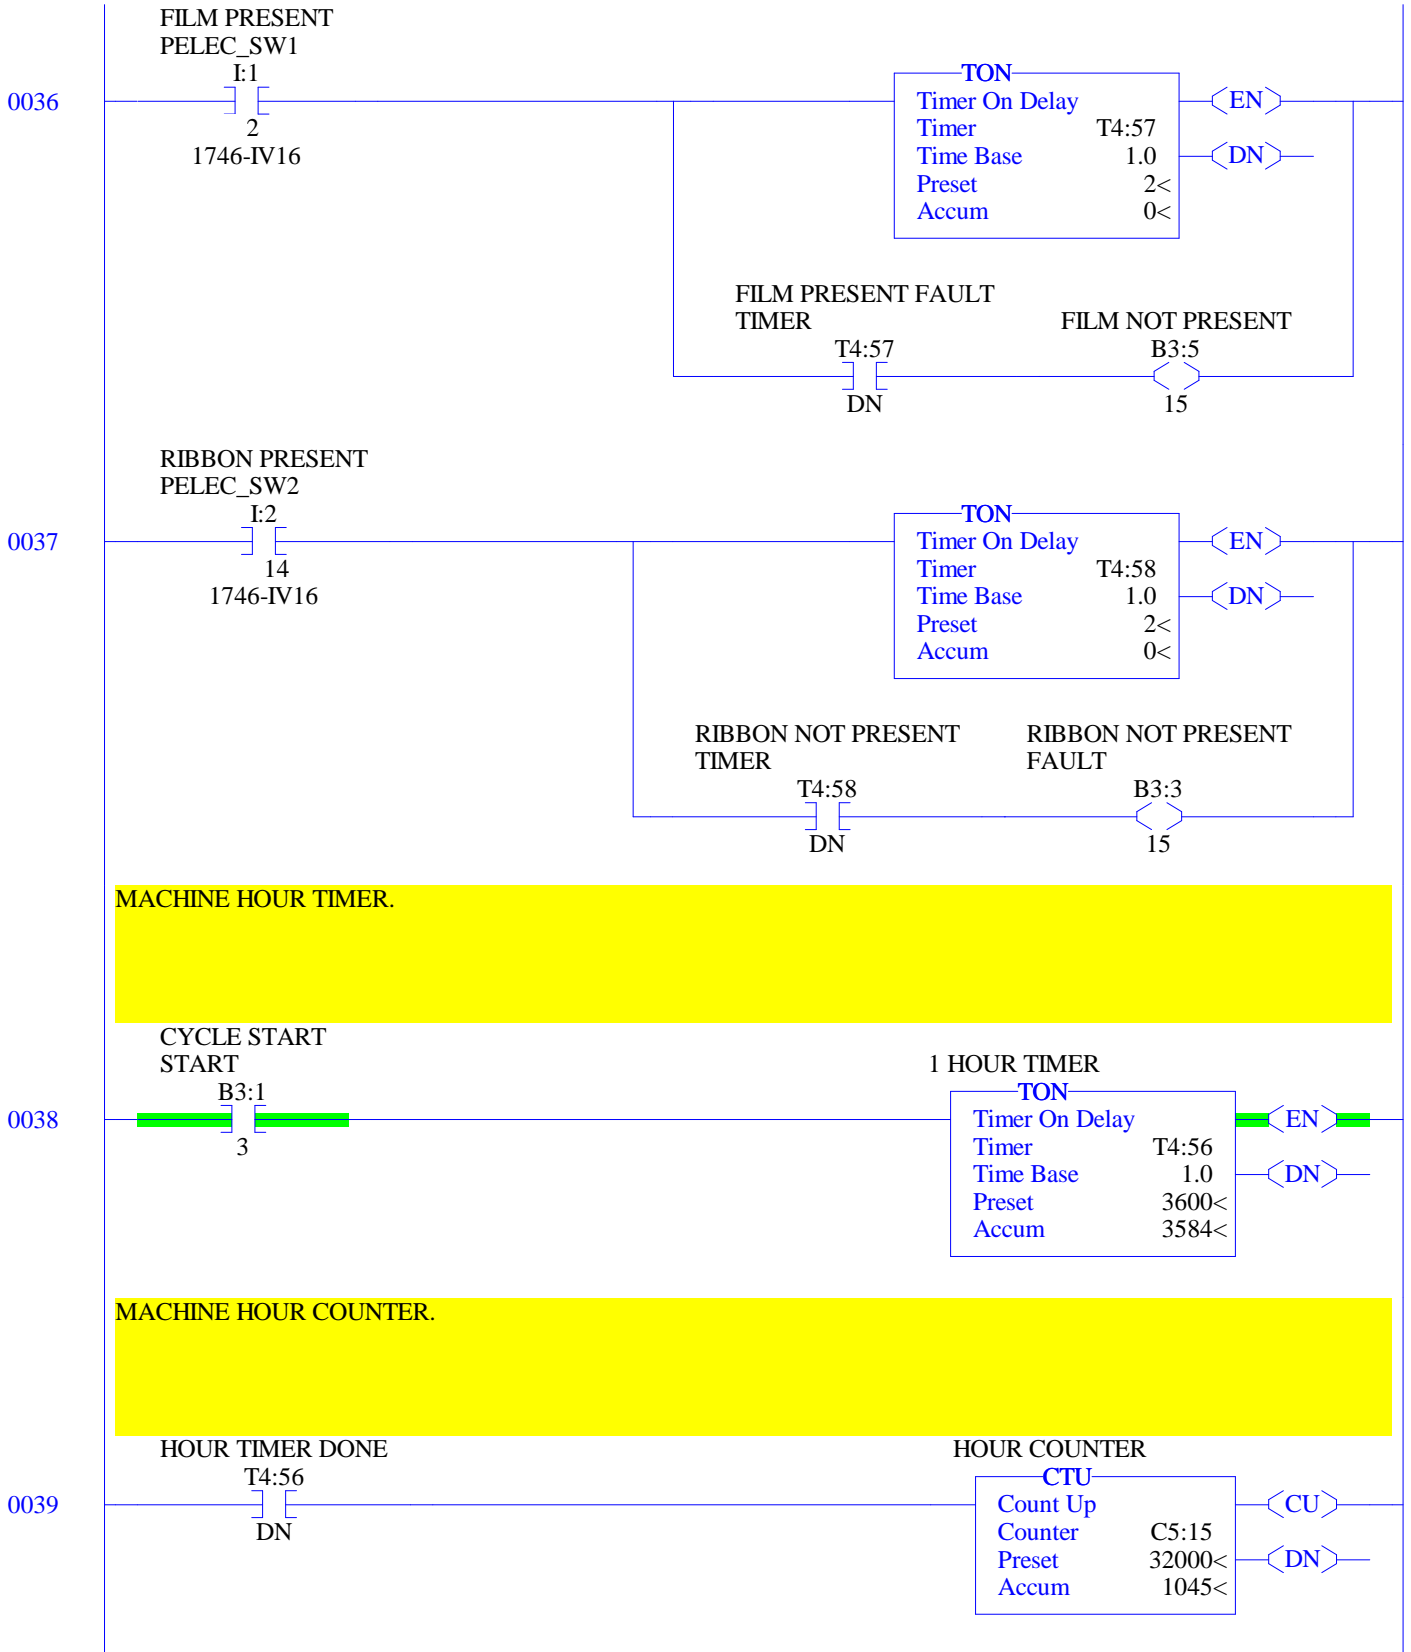 FILM PRESENT
PELEC_SW1
I:1
0036
2
1746-IV16
TON
Timer On Delay
Timer T4:57
Time Base 1.0
Preset 2<
Accum 0<
EN
DN
FILM PRESENT FAULT
TIMER
T4:57
DN
FILM NOT PRESENT
B3:5
15
RIBBON PRESENT
PELEC_SW2
I:2
0037
14
1746-IV16
TON
Timer On Delay
Timer T4:58
Time Base 1.0
Preset 2<
Accum 0<
EN
DN
RIBBON NOT PRESENT
TIMER
T4:58
DN
RIBBON NOT PRESENT
FAULT
B3:3
15
MACHINE HOUR TIMER.
CYCLE START
START
B3:1
0038
3
1 HOUR TIMER
TON
Timer On Delay
Timer T4:56
Time Base 1.0
Preset 3600<
Accum 3584<
EN
DN
MACHINE HOUR COUNTER.
HOUR TIMER DONE
T4:56
0039
DN
HOUR COUNTER
CTU
Count Up
Counter C5:15
Preset 32000<
Accum 1045<
CU
DN